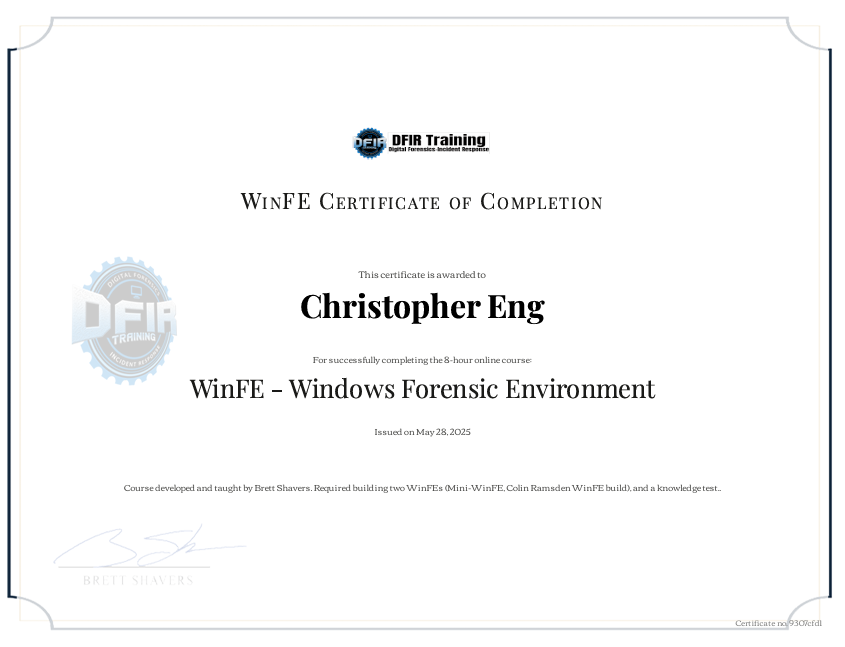 DFIR DFIR Training
Digital Forensics-Incident Response
WinFE Certificate of Completion
This certificate is awarded to
Christopher Eng
DIGITAL FORENSICS
DFIR
TRAINING
INCIDENT RESPONSE
For successfully completing the 8-hour online course:
WinFE – Windows Forensic Environment
Issued on May 28, 2025
Course developed and taught by Brett Shavers. Required building two WinFEs (Mini-WinFE, Colin Ramsden WinFE build), and a knowledge test..
BRETT SHAVERS
Certificate no 9307cfd1